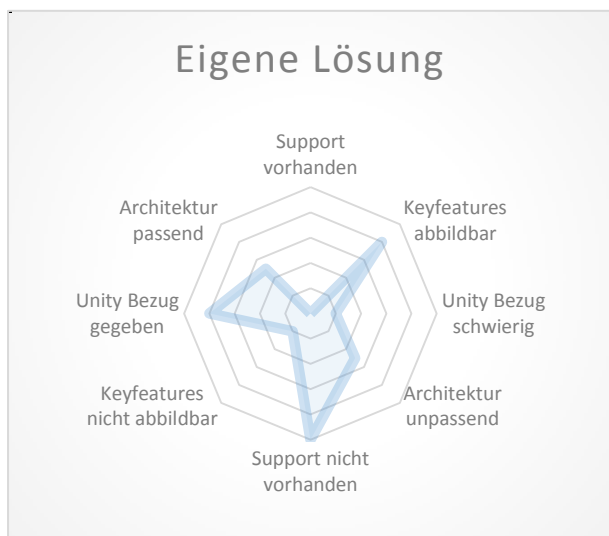 Eigene Lösung
Support
vorhanden
Keyfeatures
abbildbar
Unity Bezug
schwierig
Architektur
unpassend
Support nicht
vorhanden
Keyfeatures
nicht abbildbar
Unity Bezug
gegeben
Architektur
passend